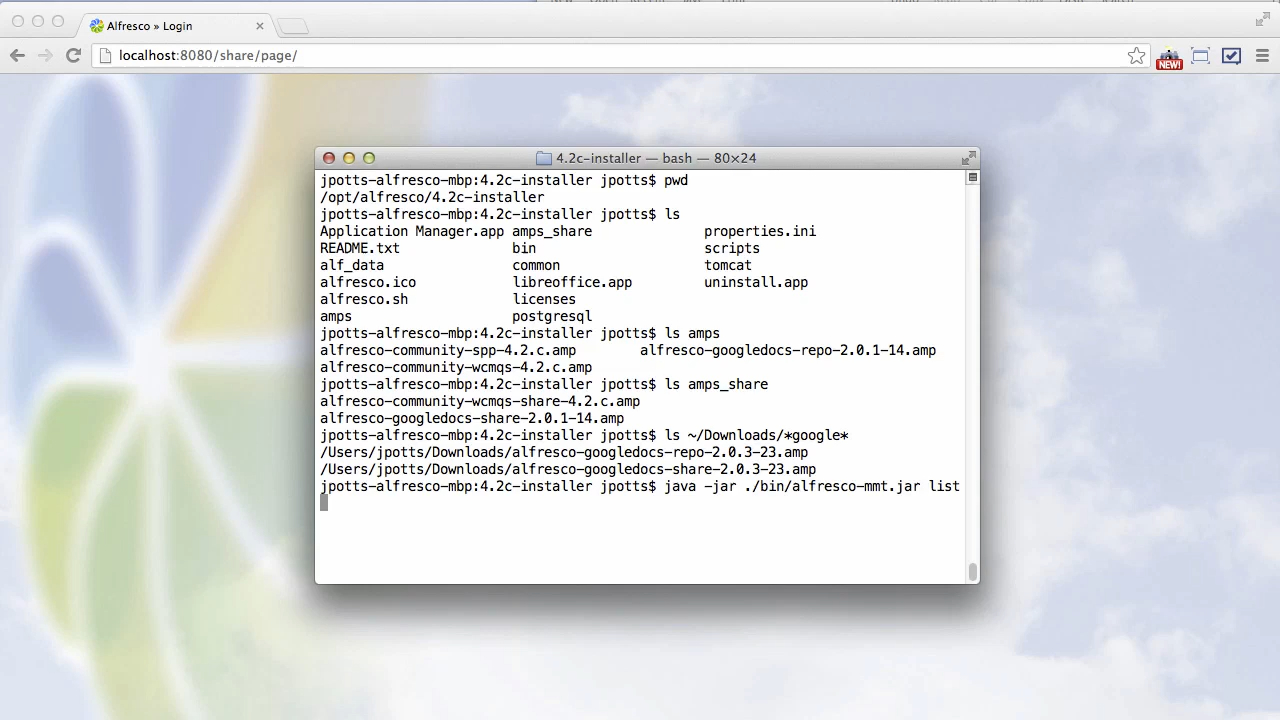 Alfresco » Login
localhost:8080/share/page/
NEW!
4.2c-installer — bash — 80×24
jpotts-alfresco-mbp:4.2c-installer jpotts$ pwd
/opt/alfresco/4.2c-installer
jpotts-alfresco-mbp:4.2c-installer jpotts$ ls
Application Manager.app amps_share properties.ini
README.txt bin scripts
alf_data common tomcat
alfresco.ico libreoffice.app uninstall.app
alfresco.sh licenses
amps postgresql
jpotts-alfresco-mbp:4.2c-installer jpotts$ ls amps
alfresco-community-spp-4.2.c.amp alfresco-googledocs-repo-2.0.1-14.amp
alfresco-community-wcmqs-4.2.c.amp
jpotts-alfresco-mbp:4.2c-installer jpotts$ ls amps_share
alfresco-community-wcmqs-share-4.2.c.amp
alfresco-googledocs-share-2.0.1-14.amp
jpotts-alfresco-mbp:4.2c-installer jpotts$ ls ~/Downloads/*google*
/Users/jpotts/Downloads/alfresco-googledocs-repo-2.0.3-23.amp
/Users/jpotts/Downloads/alfresco-googledocs-share-2.0.3-23.amp
jpotts-alfresco-mbp:4.2c-installer jpotts$ java -jar ./bin/alfresco-mmt.jar list